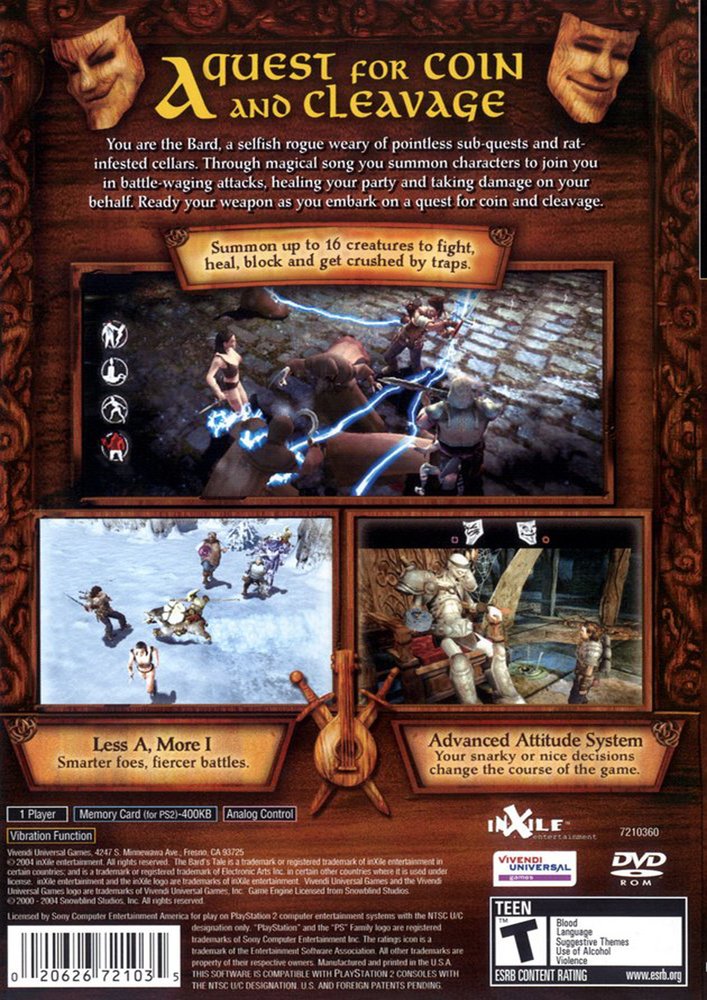 A QUEST FOR COIN
AND CLEAVAGE
You are the Bard, a selfish rogue weary of pointless sub-quests and rat-
infested cellars. Through magical song you summon characters to join you
in battle-waging attacks, healing your party and taking damage on your
behalf. Ready your weapon as you embark on a quest for coin and cleavage.
Summon up to 16 creatures to fight,
heal, block and get crushed by traps.
Less A, More I
Smarter foes, fiercer battles.
Advanced Attitude System
Your snarky or nice decisions
change the course of the game.
1 Player
Memory Card (for PS2)-400KB
Analog Control
Vibration Function
Vivendi Universal Games, 4247 S. Minnewawa Ave., Fresno, CA 93725
© 2004 inXile entertainment. All rights reserved. The Bard's Tale is a trademark or registered trademark of inXile entertainment in
certain countries: and is a trademark or registered trademark of Electronic Arts Inc. in certain other countries where it is used under
license. inXile entertainment and the inXile logo are trademarks of inXile entertainment. Vivendi Universal Games and the Vivendi
Universal Games logo are trademarks of Vivendi Universal Games, Inc. Game Engine Licensed from Snowblind Studios.
© 2000 - 2004 Snowblind Studios, Inc. All rights reserved.
Licensed by Sony Computer Entertainment America for play on PlayStation 2 computer entertainment systems with the NTSC U/C
designation only. "PlayStation" and the "PS" Family logo are registered
trademarks of Sony Computer Entertainment Inc. The ratings icon is a
trademark of the Entertainment Software Association. All other trademarks are
property of their respective owners. Manufactured and printed in the U.S.A.
THIS SOFTWARE IS COMPATIBLE WITH PLAYSTATION 2 CONSOLES WITH
THE NTSC U/C DESIGNATION. U.S. AND FOREIGN PATENTS PENDING.
0 20626 72103 5
INXILE™
entertainment
7210360
VIVENDI
UNIVERSAL
games
DVD
ROM
TEEN
T
™
Blood
Language
Suggestive Themes
Use of Alcohol
Violence
ESRB CONTENT RATING www.esrb.org